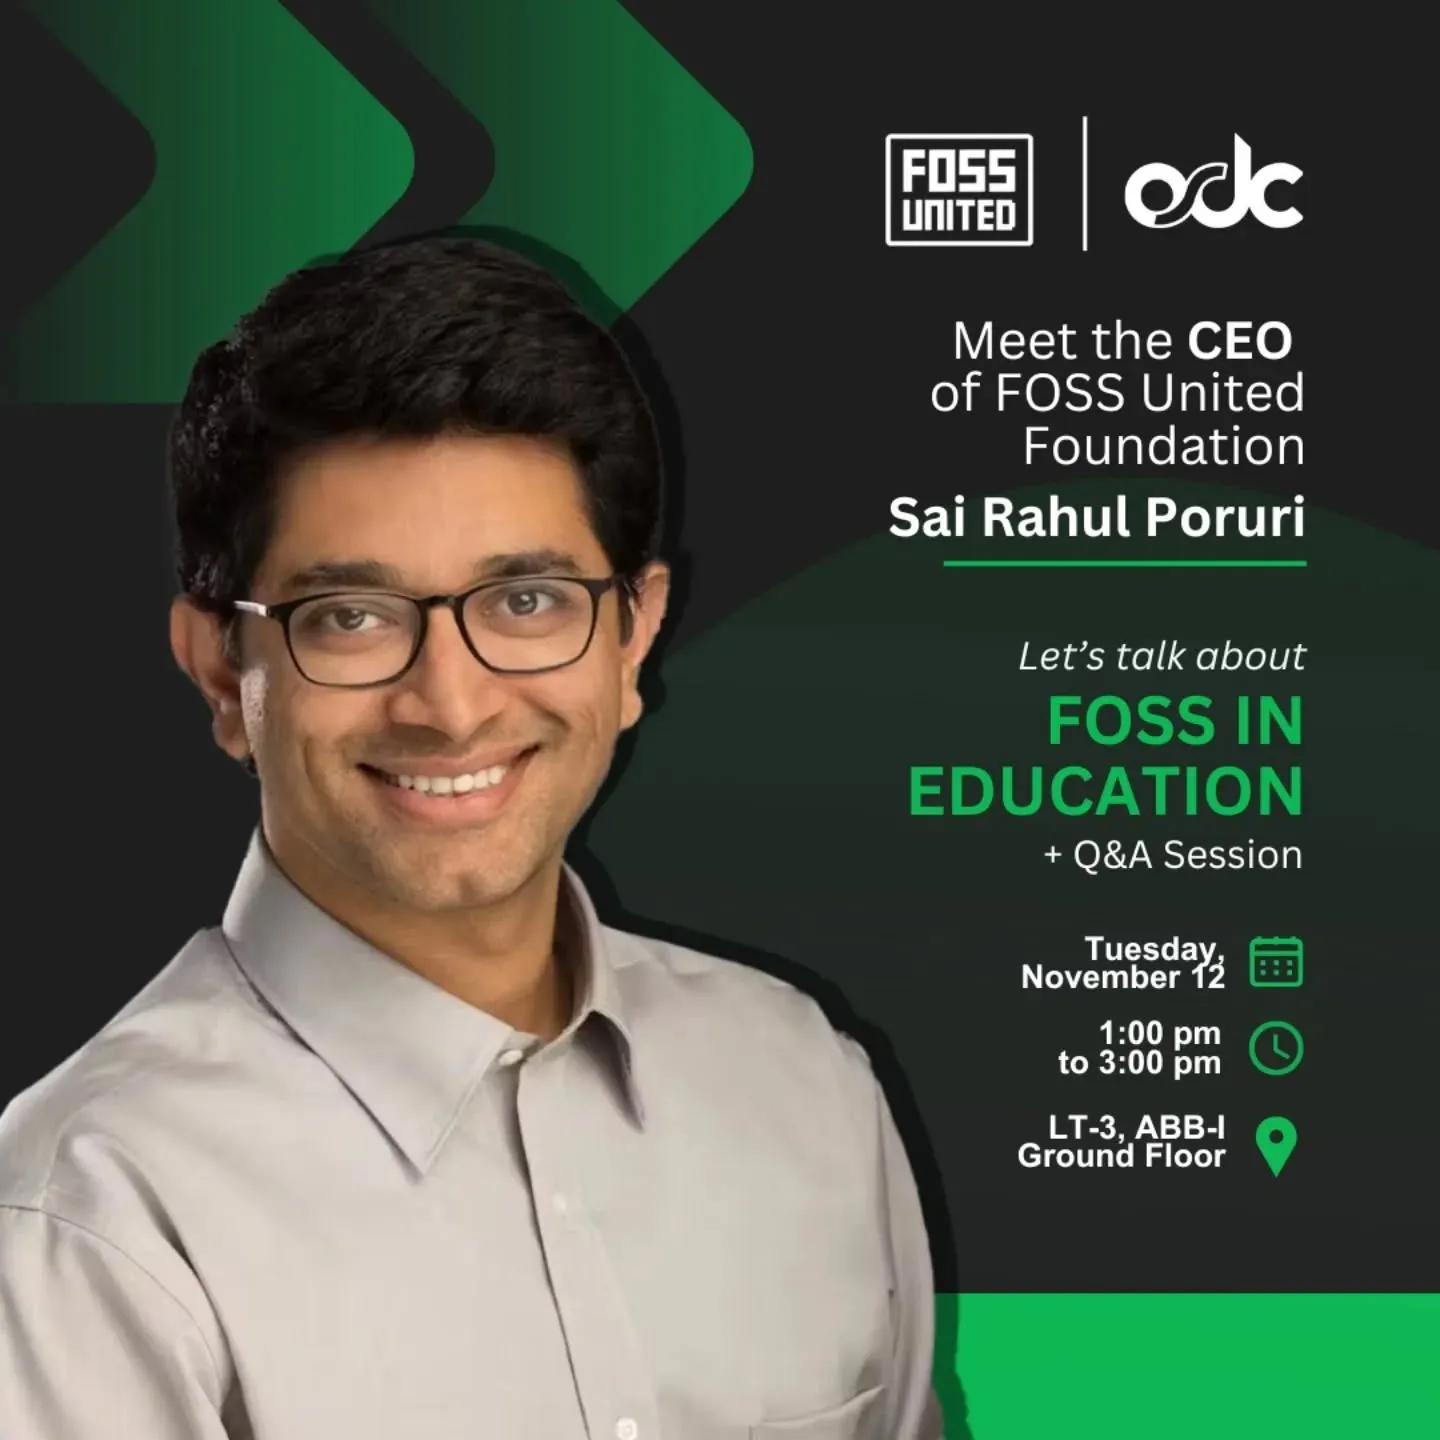 FOSS
UNITED
osdc
Meet the CEO
of FOSS United
Foundation
Sai Rahul Poruri
Let's talk about
FOSS IN
EDUCATION
+ Q&A Session
Tuesday,
November 12
1:00 pm
to 3:00 pm
LT-3, ABB-I
Ground Floor